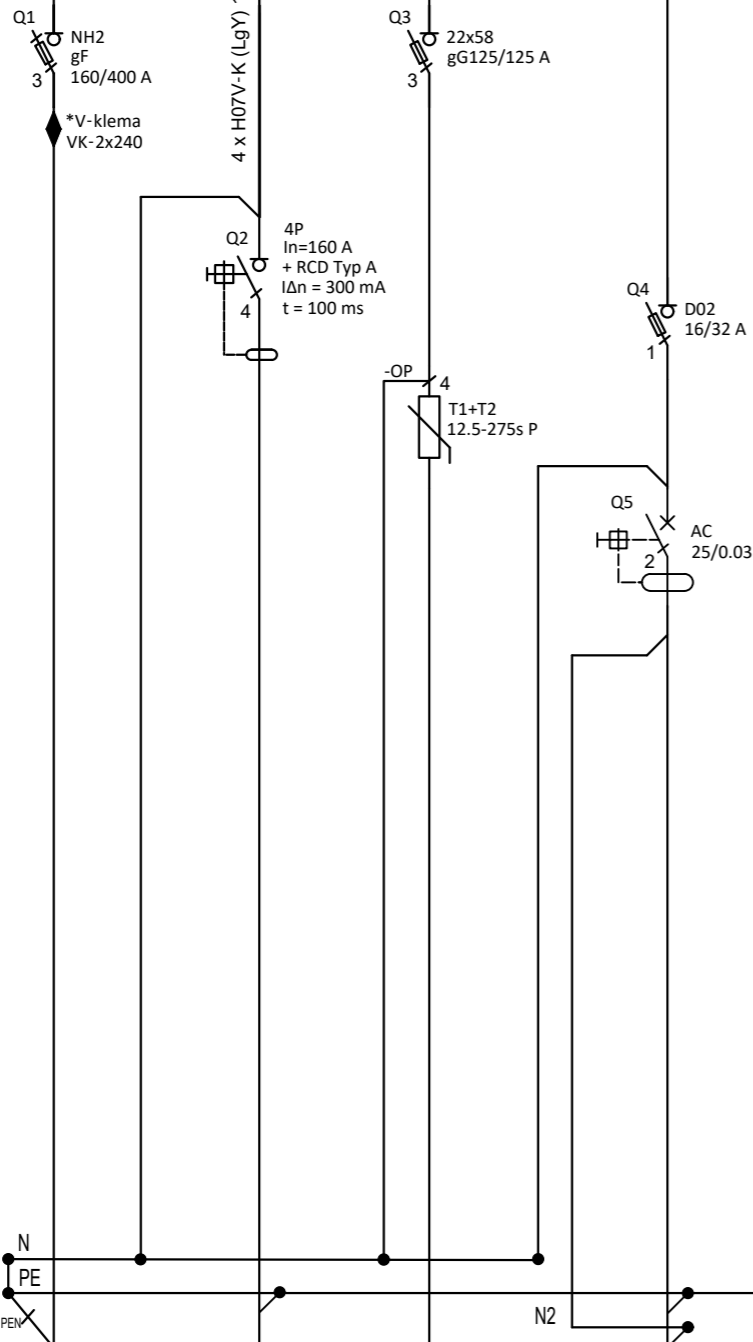 Q1
NH2
gF
160/400 A
3
*V-klema
VK-2x240
4 x H07V-K (LgY)
Q2
4P
In=160 A
+ RCD Typ A
IΔn = 300 mA
t = 100 ms
4
Q3
22x58
gG125/125 A
3
-OP
4
T1+T2
12.5-275s P
Q4
D02
16/32 A
1
Q5
AC
25/0.03
2
N
PE
PEN
N2